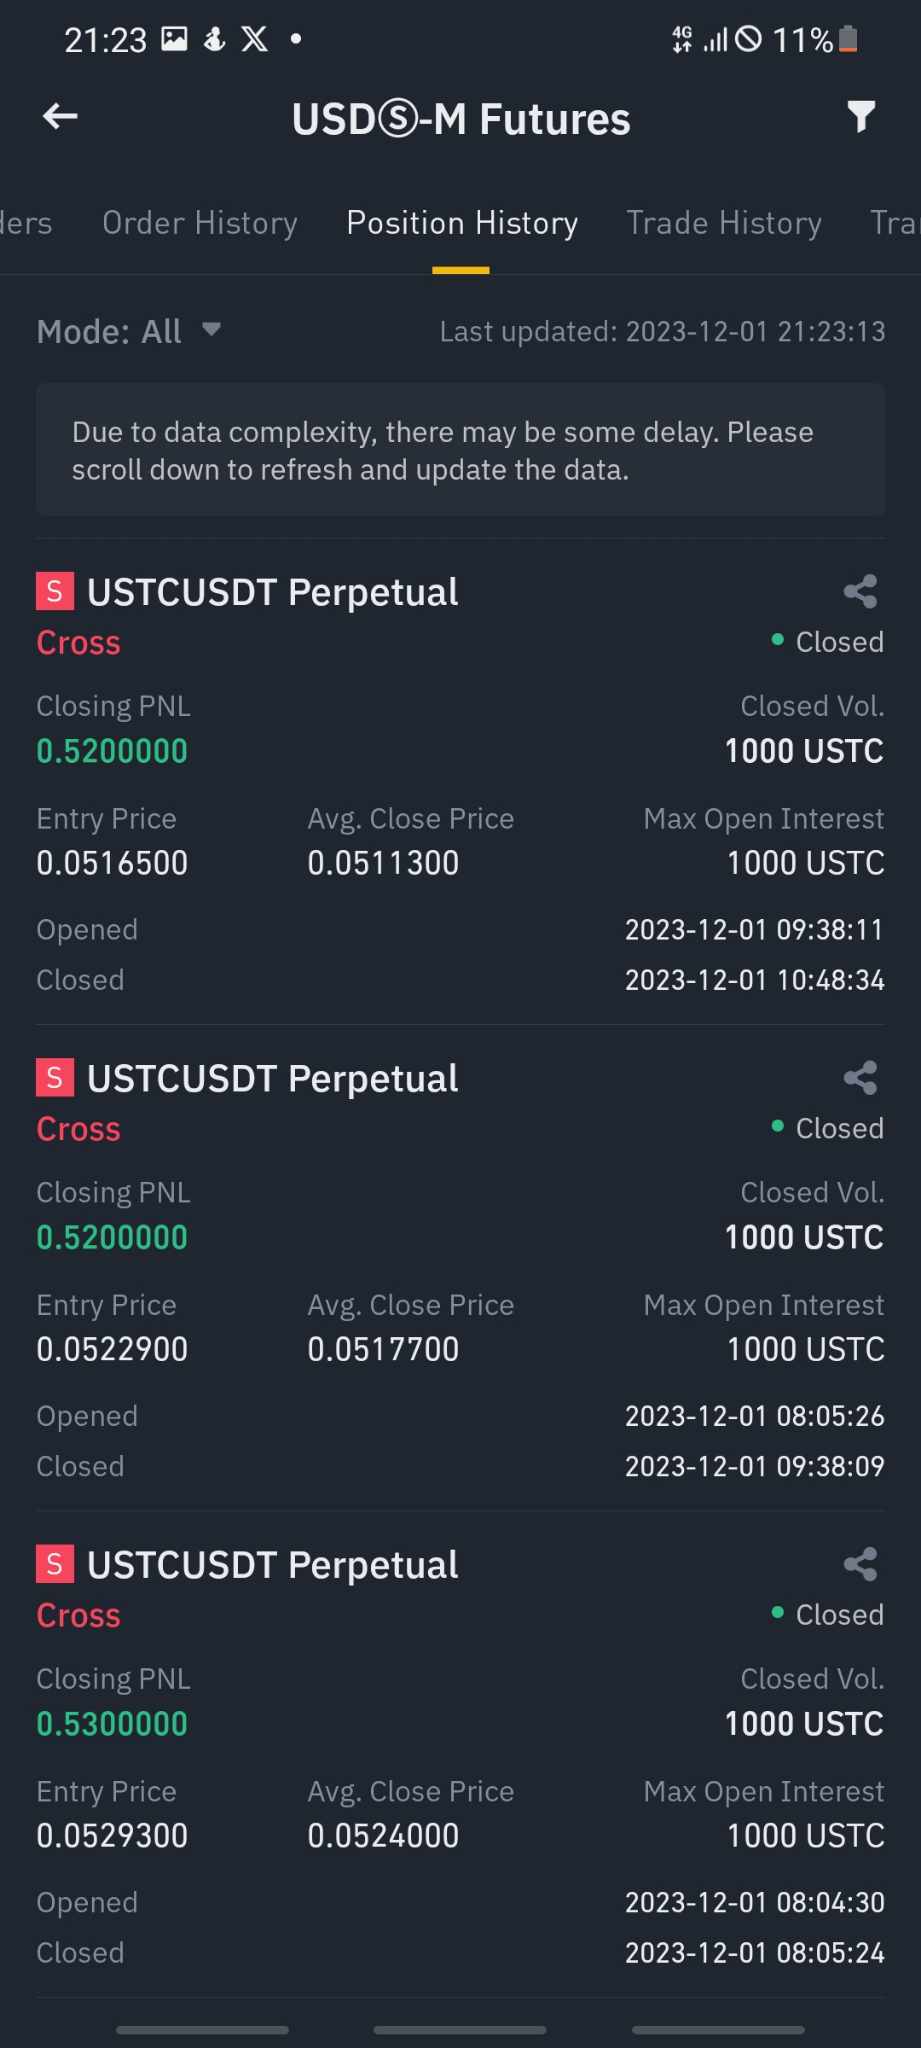 21:23 4G 11%
USDⓈ-M Futures
ders Order History Position History Trade History Tra
Mode: All Last updated: 2023-12-01 21:23:13
Due to data complexity, there may be some delay. Please
scroll down to refresh and update the data.
S USTCUSDT Perpetual
Cross Closed
Closing PNL Closed Vol.
0.5200000 1000 USTC
Entry Price Avg. Close Price Max Open Interest
0.0516500 0.0511300 1000 USTC
Opened 2023-12-01 09:38:11
Closed 2023-12-01 10:48:34
S USTCUSDT Perpetual
Cross Closed
Closing PNL Closed Vol.
0.5200000 1000 USTC
Entry Price Avg. Close Price Max Open Interest
0.0522900 0.0517700 1000 USTC
Opened 2023-12-01 08:05:26
Closed 2023-12-01 09:38:09
S USTCUSDT Perpetual
Cross Closed
Closing PNL Closed Vol.
0.5300000 1000 USTC
Entry Price Avg. Close Price Max Open Interest
0.0529300 0.0524000 1000 USTC
Opened 2023-12-01 08:04:30
Closed 2023-12-01 08:05:24